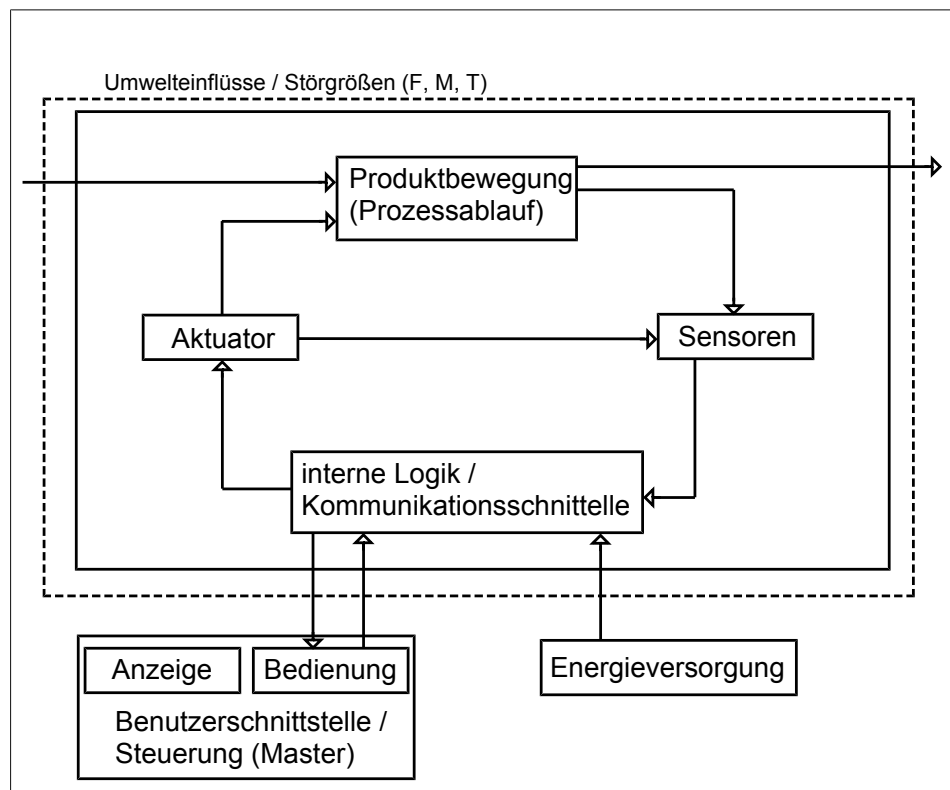 Umwelteinflüsse / Störgrößen (F, M, T)
Produktbewegung
(Prozessablauf)
Aktuator
Sensoren
interne Logik /
Kommunikationsschnittelle
Anzeige
Bedienung
Energieversorgung
Benutzerschnittstelle /
Steuerung (Master)